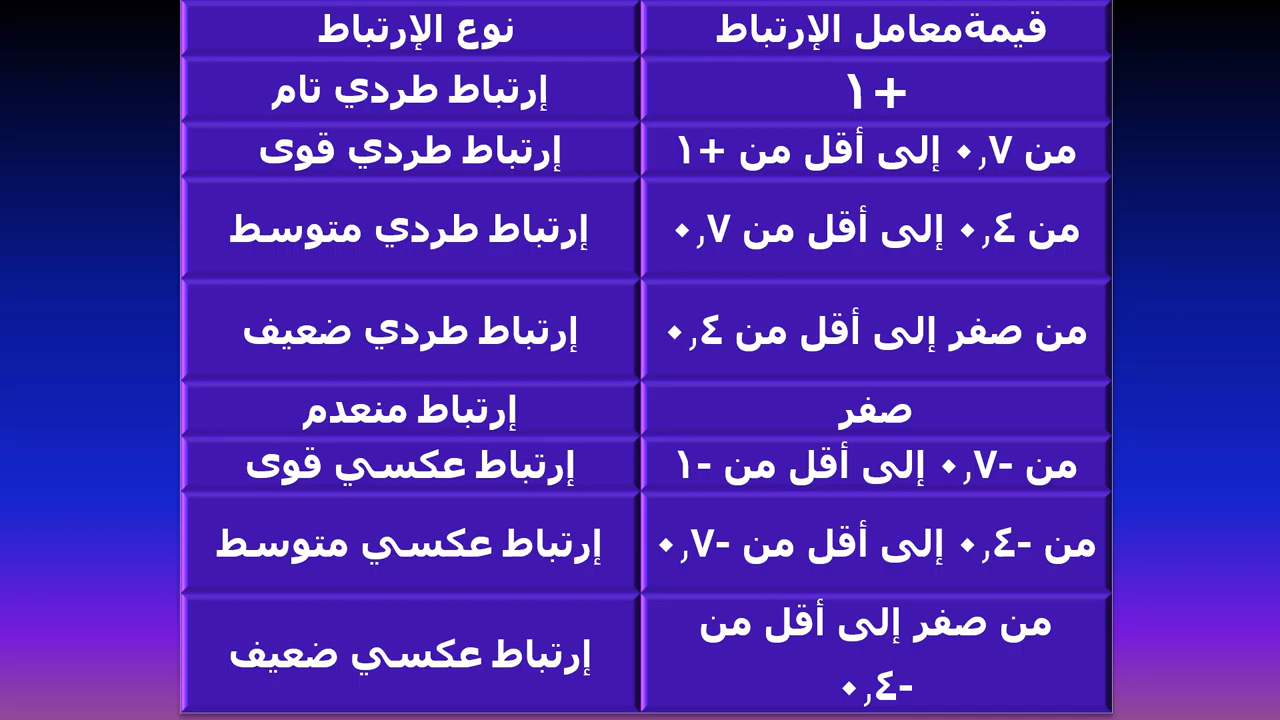 قيمةمعامل الإرتباط
نوع الإرتباط
+١
إرتباط طردي تام
من ٠,٧ إلى أقل من +١
إرتباط طردي قوى
من ٠,٤ إلى أقل من ٠,٧
إرتباط طردي متوسط
من صفر إلى أقل من ٠,٤
إرتباط طردي ضعيف
صفر
إرتباط منعدم
من -٠,٧ إلى أقل من -١
إرتباط عكسي قوى
من -٠,٤ إلى أقل من -٠,٧
إرتباط عكسي متوسط
من صفر إلى أقل من
-٠,٤
إرتباط عكسي ضعيف